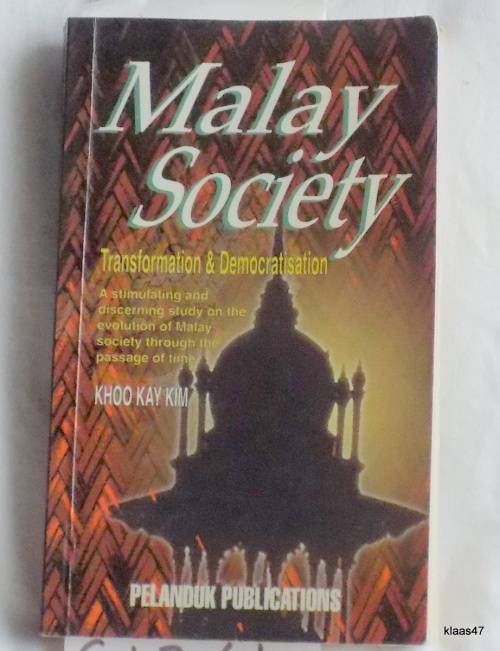 Malay
Society
Transformation & Democratisation
A stimulating and
discerning study on the
evolution of Malay
society through the
passage of time
KHOO KAY KIM
PELANDUK PUBLICATIONS
klaas47